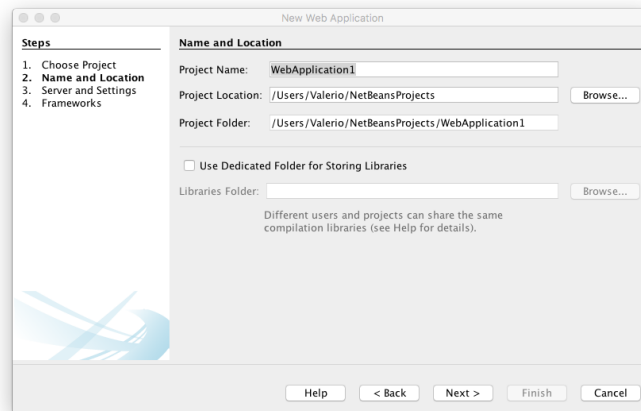 New Web Application
Steps
1. Choose Project
2. Name and Location
3. Server and Settings
4. Frameworks
Name and Location
Project Name: WebApplication1
Project Location: /Users/Valerio/NetBeansProjects Browse...
Project Folder: /Users/Valerio/NetBeansProjects/WebApplication1
Use Dedicated Folder for Storing Libraries
Libraries Folder: Browse...
Different users and projects can share the same
compilation libraries (see Help for details).
Help < Back Next > Finish Cancel